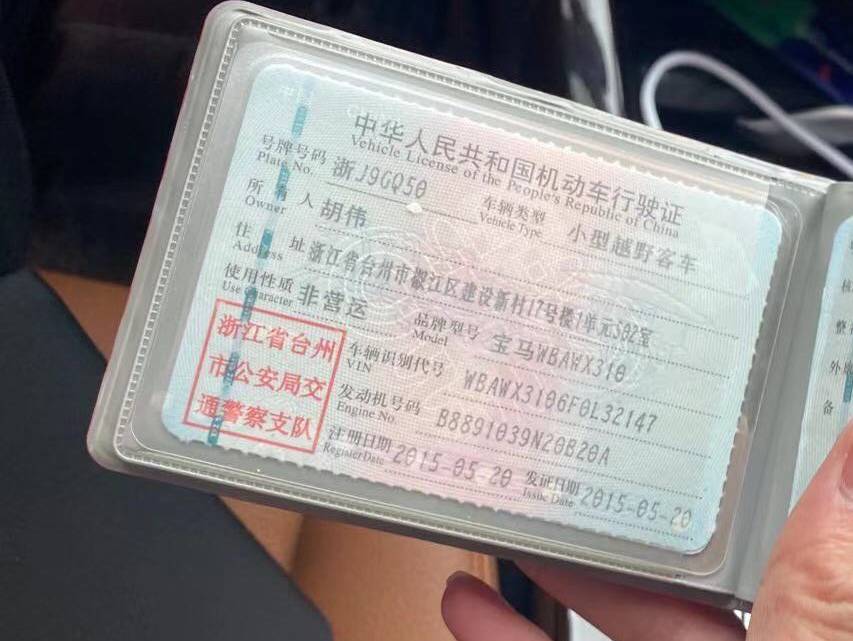 中华人民共和国机动车行驶证
Vehicle License of the People's Republic of China
号牌号码 浙J9GQ50 车辆类型 小型越野客车
Plate No. Vehicle Type
所有人 胡伟
Owner
住址 浙江省台州市椒江区建设新村17号楼1单元302室
Address
使用性质 非营运 品牌型号 宝马WBAWX310
Use Character Model
浙江省台州
市公安局交
通警察支队
车辆识别代号 WBAWX3106F0L32147
VIN
发动机号码 B8891039N20B20A
Engine No.
注册日期 2015-05-20 发证日期 2015-05-20
Register Date Issue Date
核
整
外
备